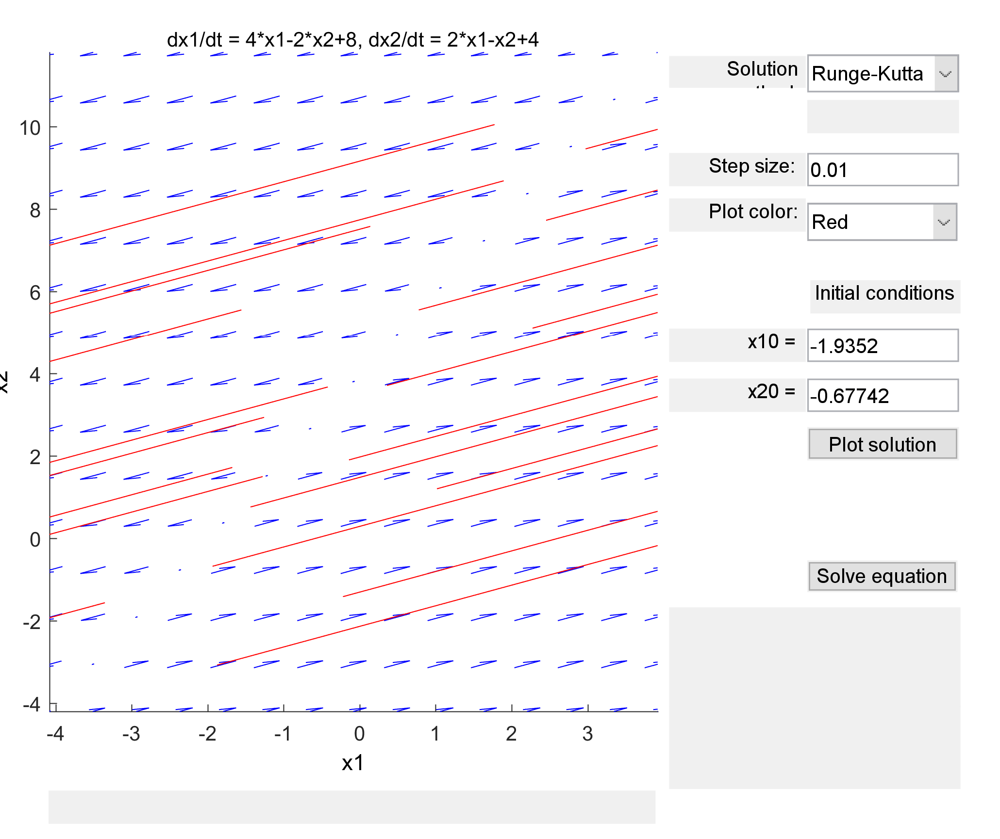 dx1/dt = 4*x1-2*x2+8, dx2/dt = 2*x1-x2+4
10
8
6
4
2
0
-2
-4
x2
-4 -3 -2 -1 0 1 2 3
x1
Solution
Runge-Kutta
Step size: 0.01
Plot color: Red
Initial conditions
x10 = -1.9352
x20 = -0.67742
Plot solution
Solve equation